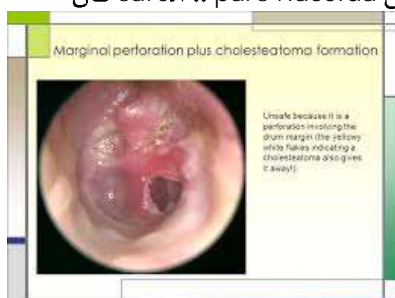 Marginal perforation plus cholesteatoma formation
Unsafe because it is a
perforation involving the
drum margin (the yellowy
white flakes indicating a
cholesteatoma also gives
it away!).